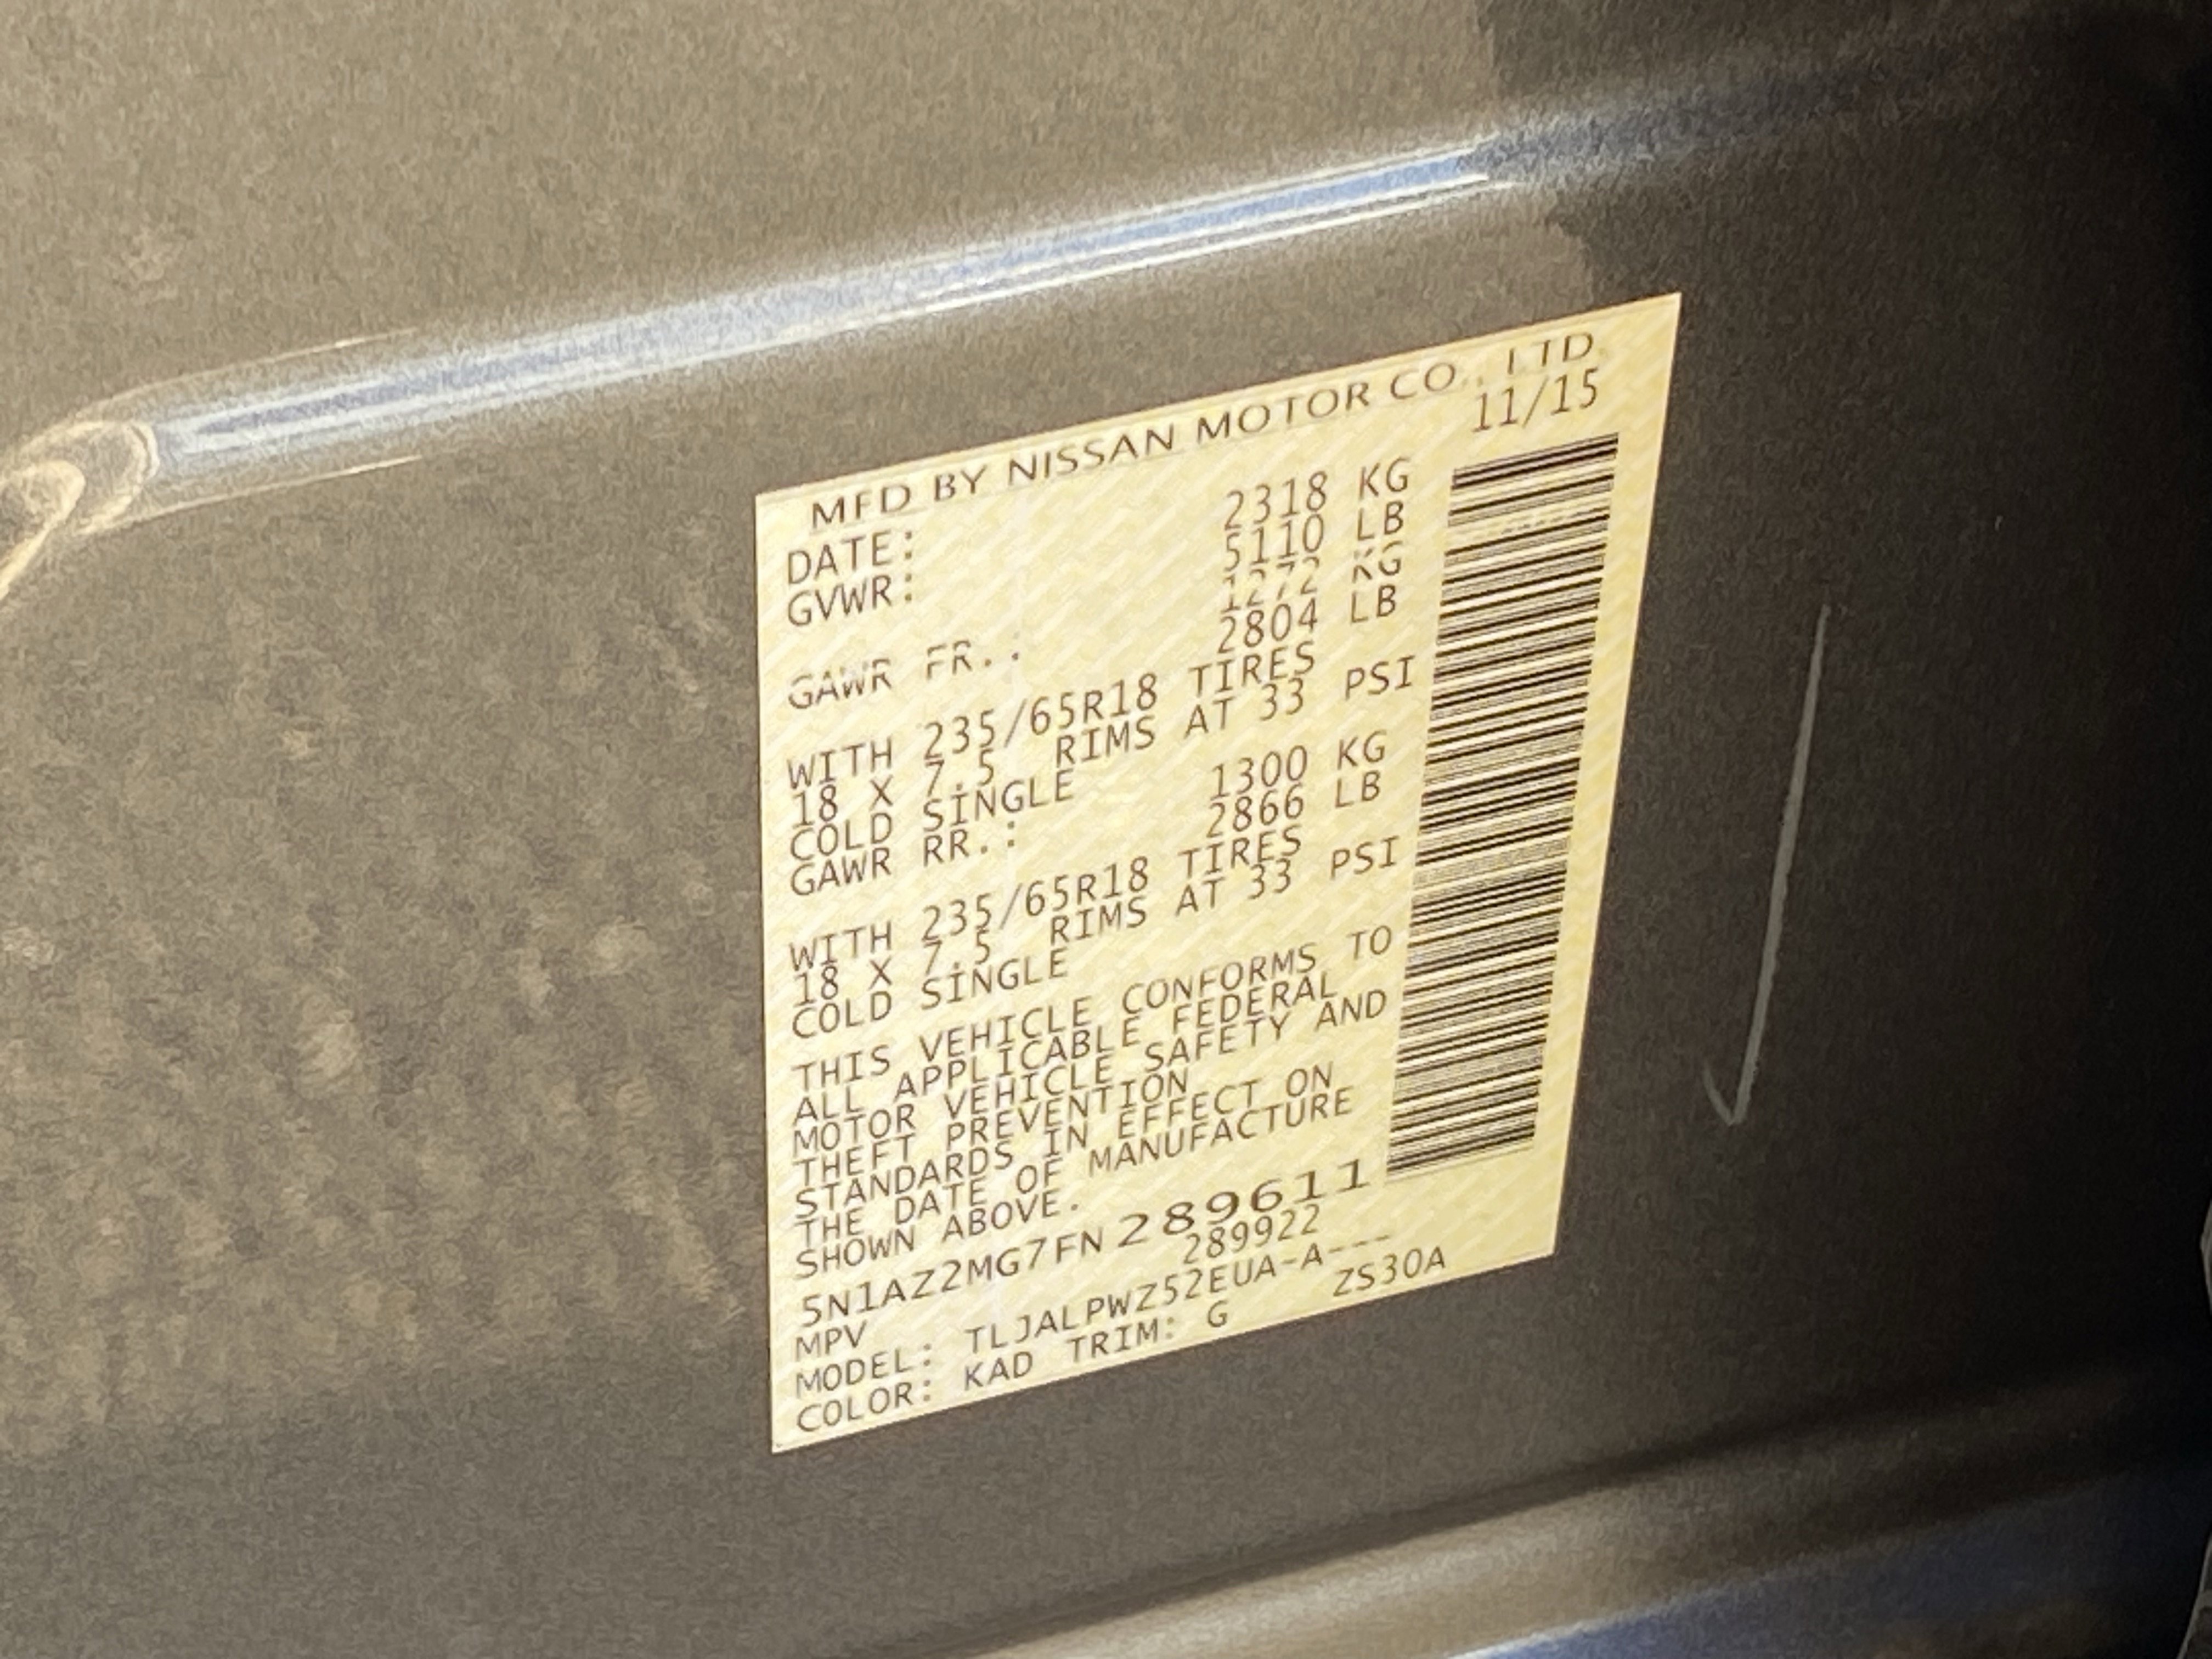 MFD BY NISSAN MOTOR CO., LTD.
DATE: 11/15
GVWR: 2318 KG
5110 LB
GAWR FR.: 1272 KG
2804 LB
WITH 235/65R18 TIRES
18 X 7.5 RIMS AT 33 PSI
COLD SINGLE
GAWR RR.: 1300 KG
2866 LB
WITH 235/65R18 TIRES
18 X 7.5 RIMS AT 33 PSI
COLD SINGLE
THIS VEHICLE CONFORMS TO
ALL APPLICABLE FEDERAL
MOTOR VEHICLE SAFETY AND
THEFT PREVENTION
STANDARDS IN EFFECT ON
THE DATE OF MANUFACTURE
SHOWN ABOVE.
5N1AZ2MG7FN289611
MPV 289922
MODEL: TLJALPWZ52EUA-A---
COLOR: KAD TRIM: G ZS30A